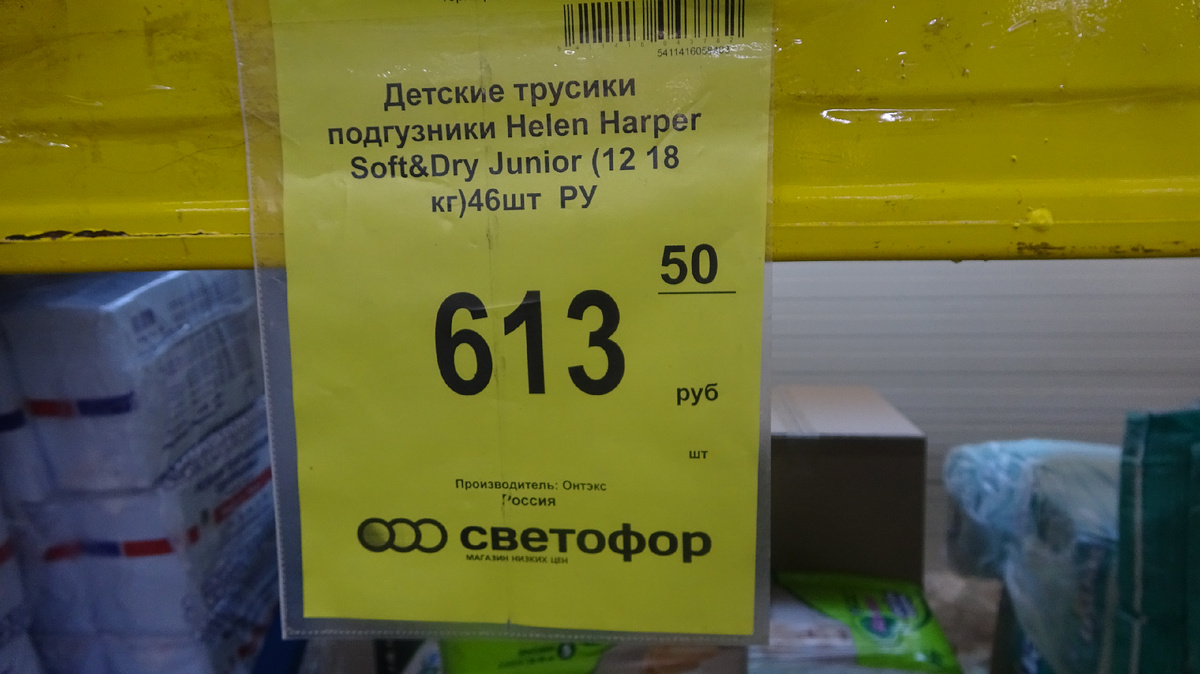 Детские трусики
подгузники Helen Harper
Soft&Dry Junior (12 18
кг)46шт РУ
50
613
руб
шт
Производитель: Онтэкс
Россия
светофор
МАГАЗИН НИЗКИХ ЦЕН